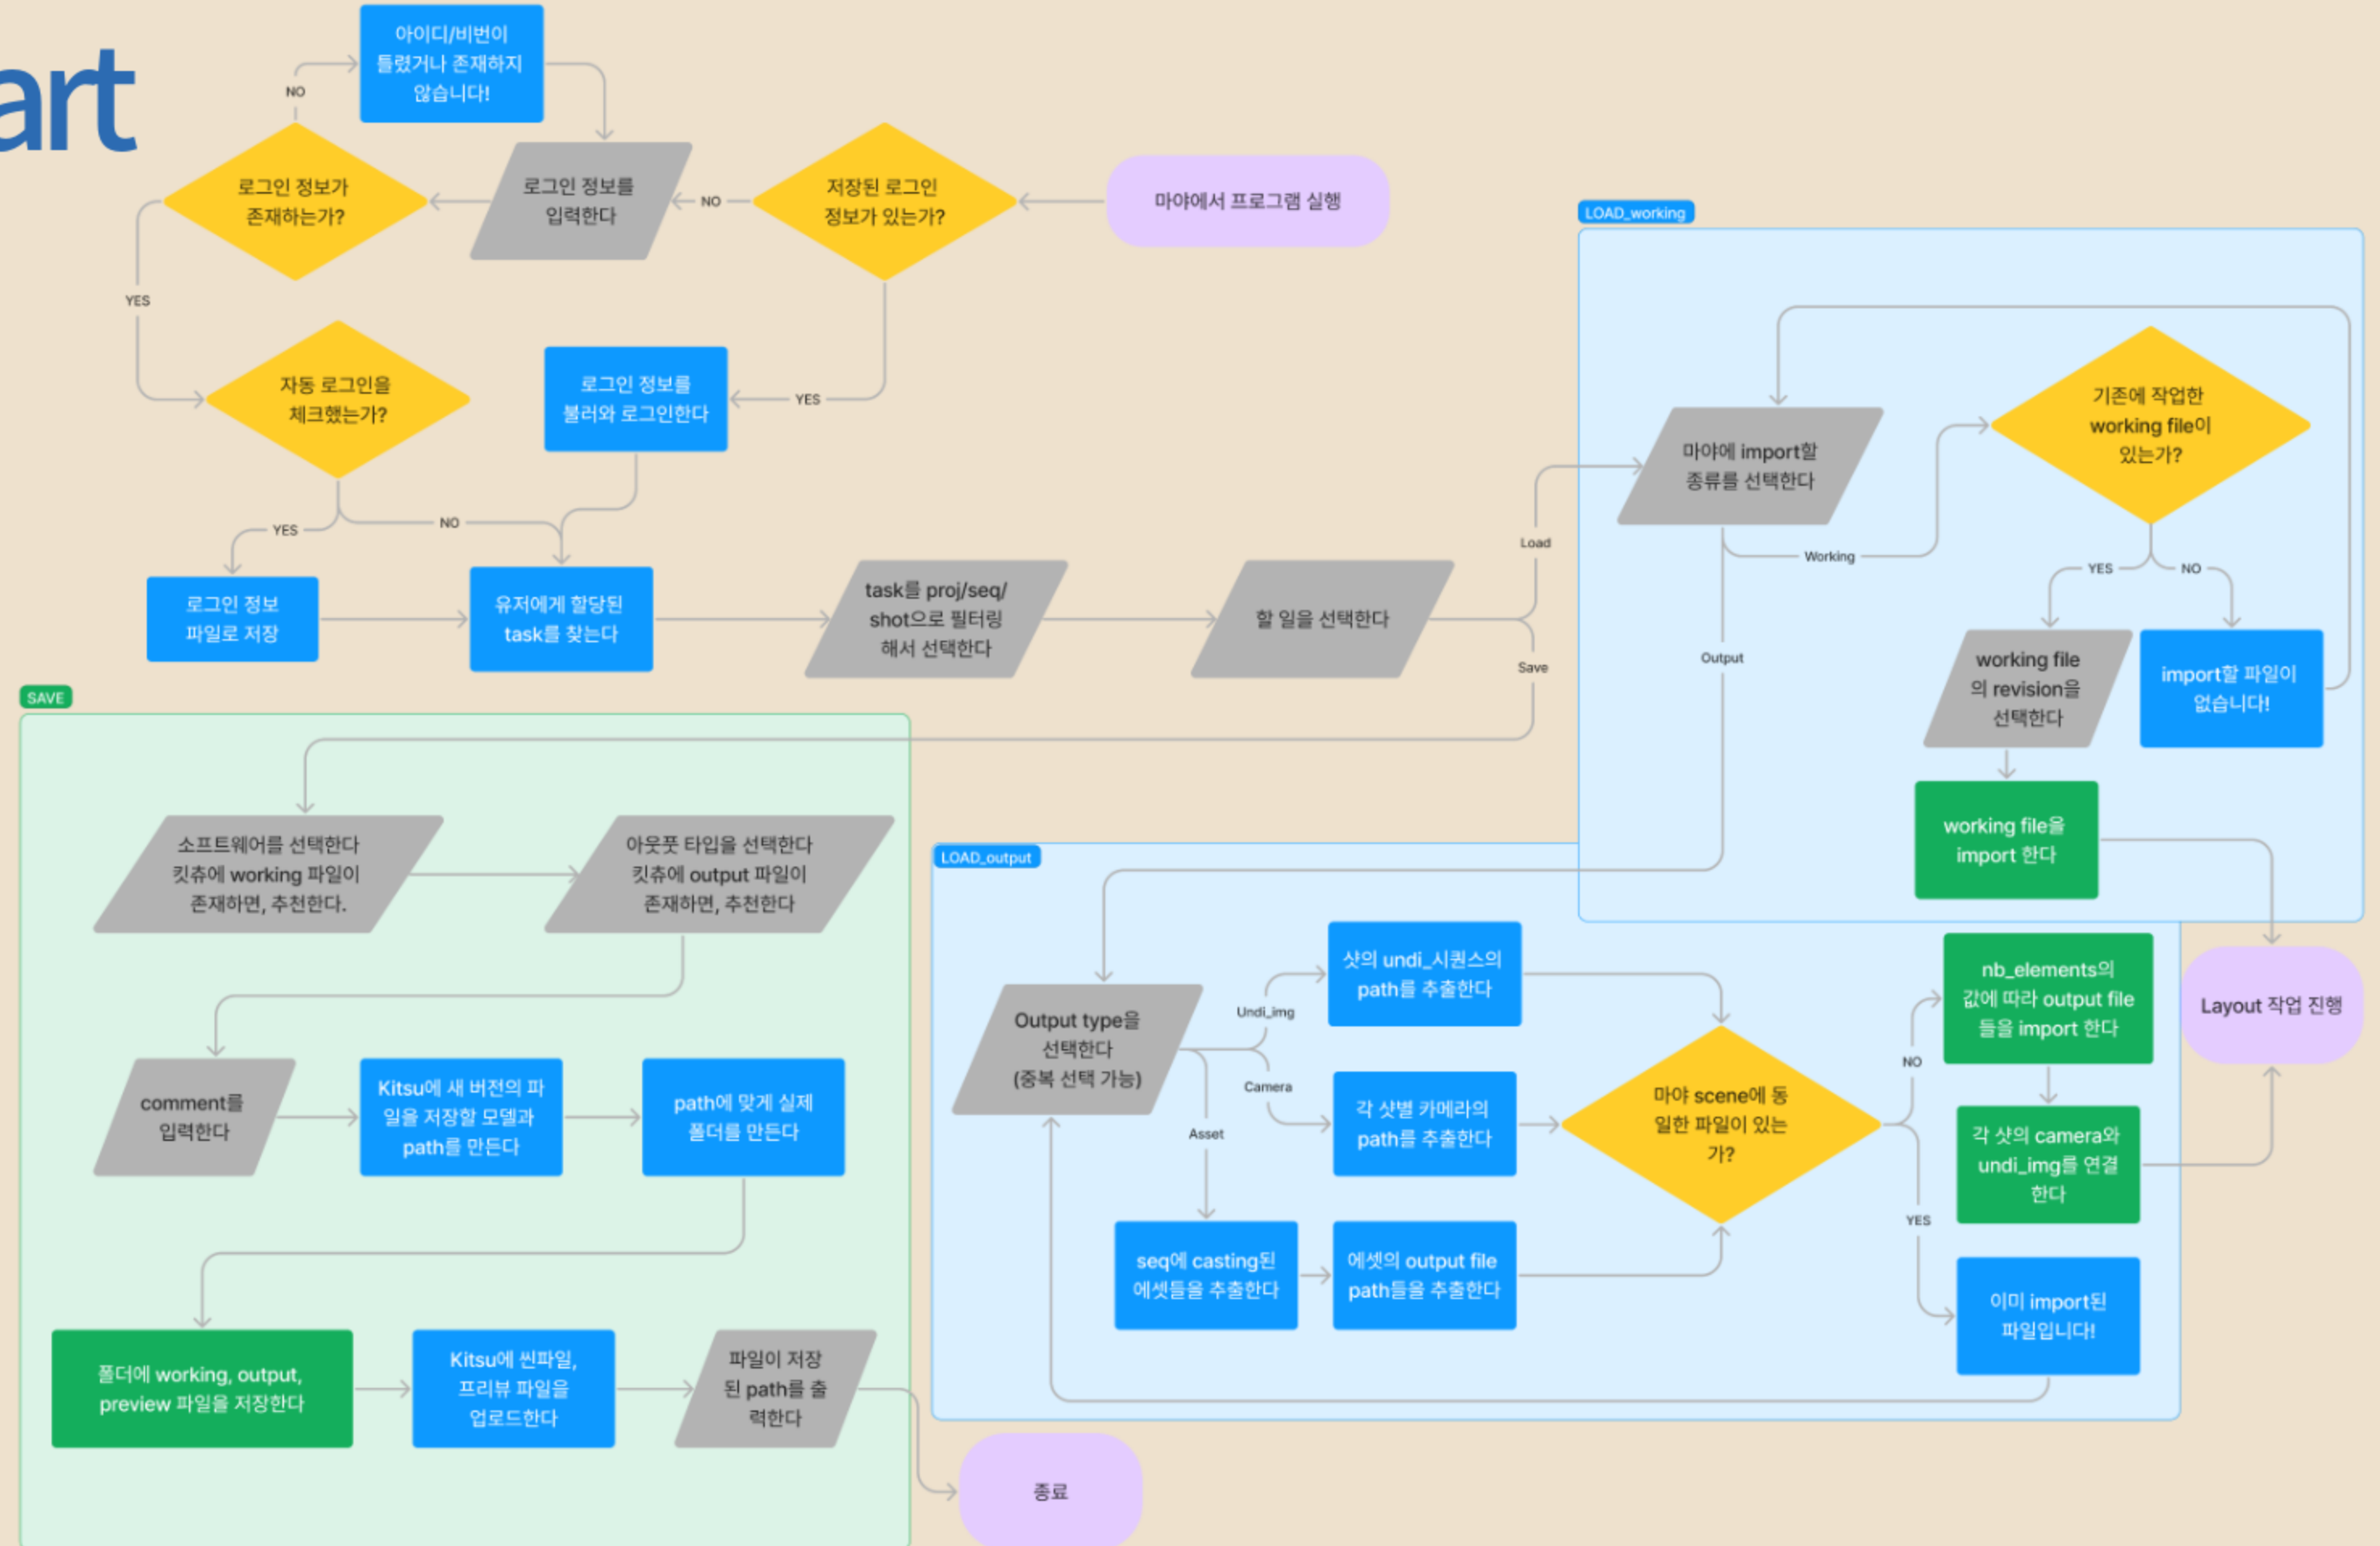 art
아이디/비번이
틀렸거나 존재하지
않습니다!
NO
로그인 정보가
존재하는가?
로그인 정보를
입력한다
NO
저장된 로그인
정보가 있는가?
마야에서 프로그램 실행
YES
자동 로그인을
체크했는가?
로그인 정보를
불러와 로그인한다
YES
YES
NO
로그인 정보
파일로 저장
유저에게 할당된
task를 찾는다
task를 proj/seq/
shot으로 필터링
해서 선택한다
할 일을 선택한다
Load
Save
LOAD_working
마야에 import할
종류를 선택한다
기존에 작업한
working file이
있는가?
Working
Output
YES
NO
working file
의 revision을
선택한다
import할 파일이
없습니다!
working file을
import 한다
SAVE
소프트웨어를 선택한다
킷츄에 working 파일이
존재하면, 추천한다.
아웃풋 타입을 선택한다
킷츄에 output 파일이
존재하면, 추천한다
comment를
입력한다
Kitsu에 새 버전의 파
일을 저장할 모델과
path를 만든다
path에 맞게 실제
폴더를 만든다
폴더에 working, output,
preview 파일을 저장한다
Kitsu에 씬파일,
프리뷰 파일을
업로드한다
파일이 저장
된 path를 출
력한다
종료
LOAD_output
Output type을
선택한다
(중복 선택 가능)
Undi_img
Camera
Asset
샷의 undi_시퀀스의
path를 추출한다
각 샷별 카메라의
path를 추출한다
seq에 casting된
에셋들을 추출한다
에셋의 output file
path들을 추출한다
마야 scene에 동
일한 파일이 있는
가?
NO
YES
nb_elements의
값에 따라 output file
들을 import 한다
각 샷의 camera와
undi_img를 연결
한다
이미 import된
파일입니다!
Layout 작업 진행